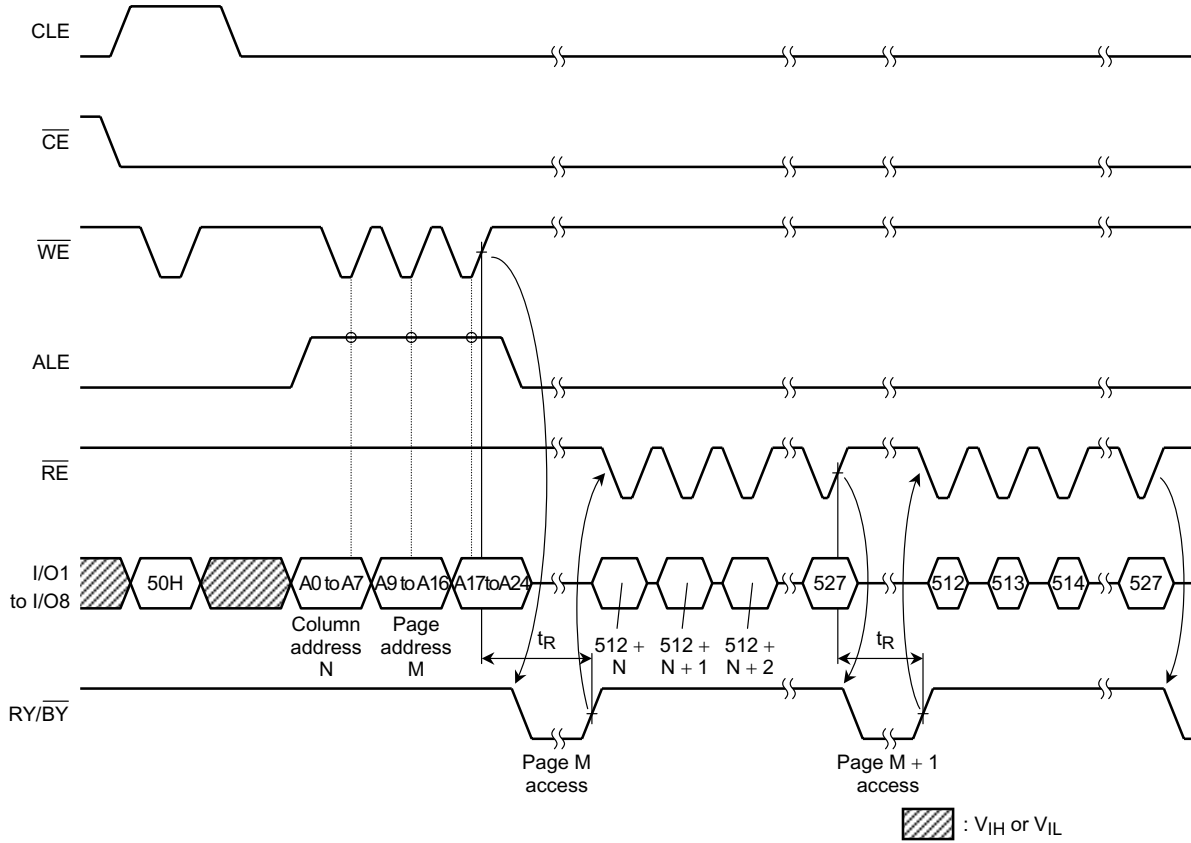 CLE
CE
WE
ALE
RE
I/O1
to I/O8
50H
A0 to A7
A9 to A16
A17 to A24
527
512
513
514
527
Column
address
N
Page
address
M
tR
512 +
N
512 +
N + 1
512 +
N + 2
tR
RY/BY
Page M
access
Page M + 1
access
: VIH or VIL